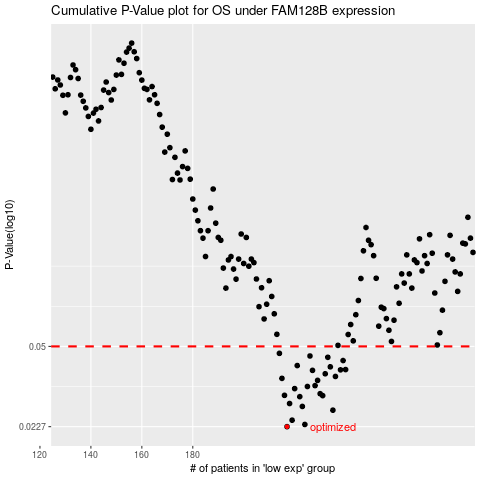 Cumulative P-Value plot for OS under FAM128B expression
P-Value(log10)
0.05
0.0227
optimized
120 140 160 180
# of patients in 'low exp' group